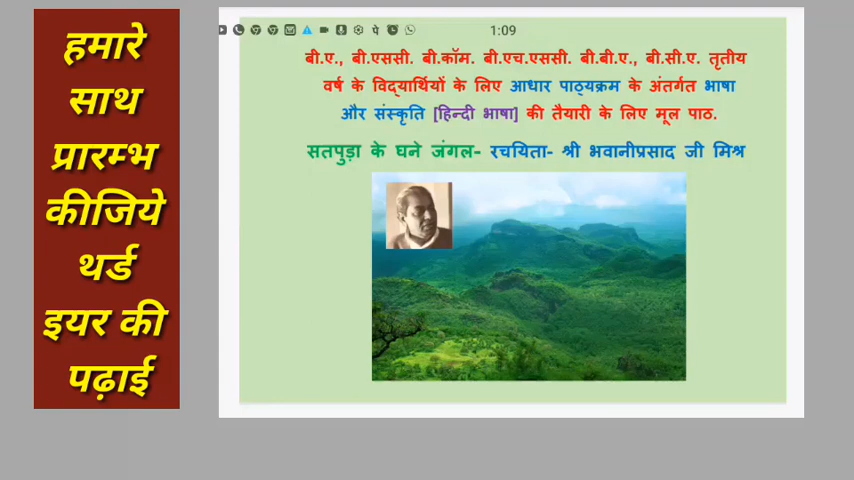 हमारे
साथ
प्रारम्भ
कीजिये
थर्ड
इयर की
पढ़ाई
1:09
बी.ए., बी.एससी. बी.कॉम. बी.एच.एससी. बी.बी.ए., बी.सी.ए. तृतीय
वर्ष के विद्यार्थियों के लिए आधार पाठ्यक्रम के अंतर्गत भाषा
और संस्कृति [हिन्दी भाषा] की तैयारी के लिए मूल पाठ.
सतपुड़ा के घने जंगल- रचयिता- श्री भवानीप्रसाद जी मिश्र